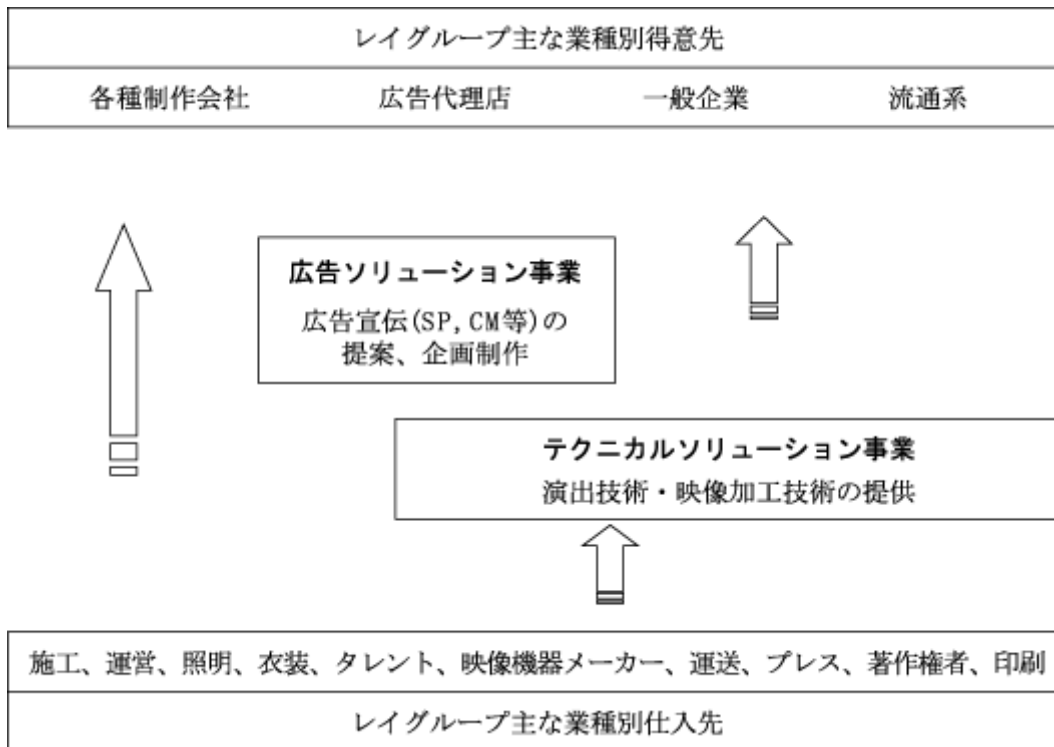 レイグループ主な業種別得意先
各種制作会社 広告代理店 一般企業 流通系
広告ソリューション事業
広告宣伝(SP,CM等)の
提案、企画制作
テクニカルソリューション事業
演出技術・映像加工技術の提供
施工、運営、照明、衣装、タレント、映像機器メーカー、運送、プレス、著作権者、印刷
レイグループ主な業種別仕入先